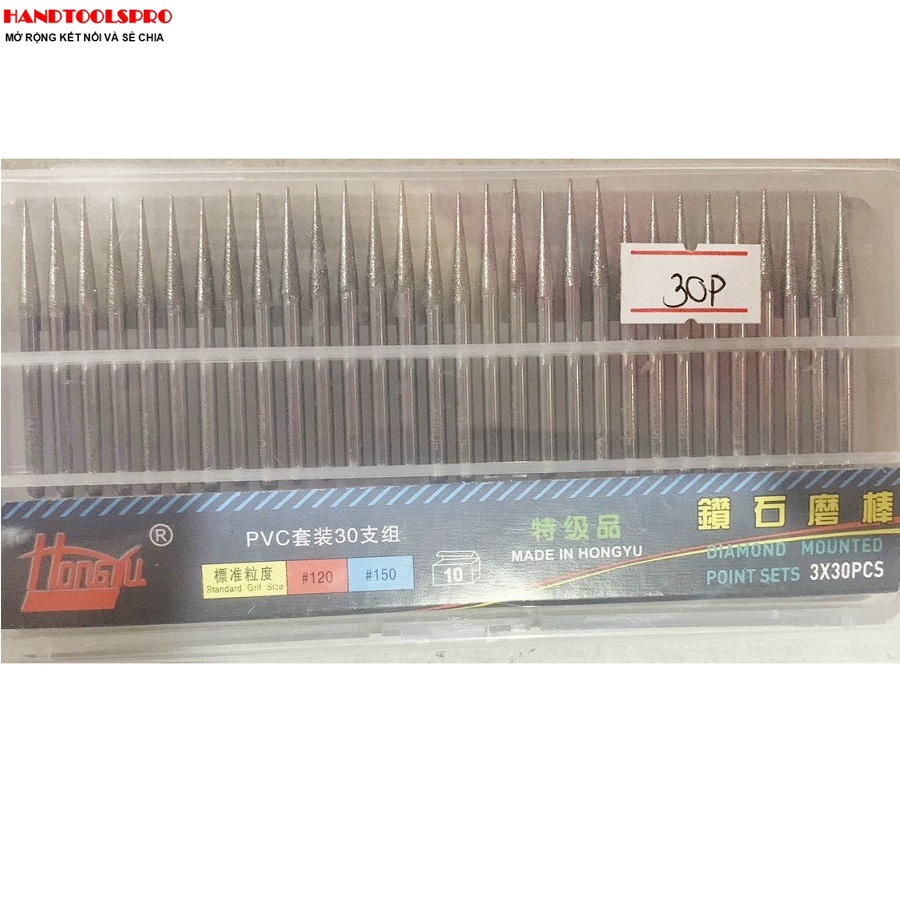 HANDTOOLSPRO
MỞ RỘNG KẾT NỐI VÀ SẺ CHIA
30P
HONGYU ®
PVC套装30支组
標准粒度
Standard Grit Size
#120
#150
10
特级品
MADE IN HONGYU
鑽石磨棒
DIAMOND MOUNTED
POINT SETS 3X30PCS